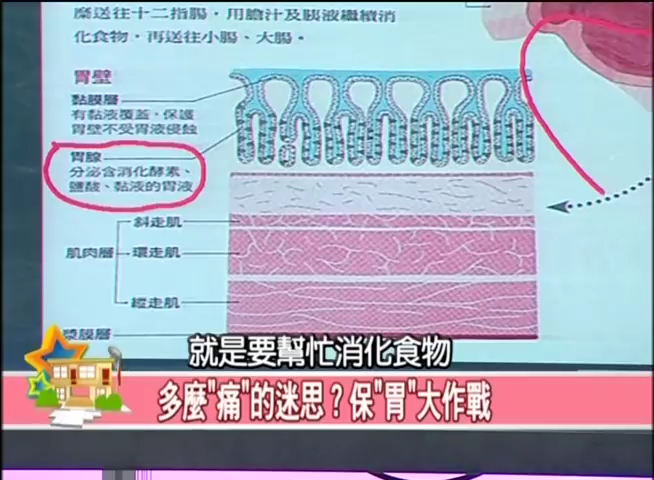 糜送往十二指腸，用膽汁及胰液繼續消
化食物，再送往小腸、大腸。
胃壁
黏膜層
有黏液覆蓋，保護
胃壁不受胃液侵蝕
胃腺
分泌含消化酵素、
鹽酸、黏液的胃液
斜走肌
肌肉層
環走肌
縱走肌
漿膜層
就是要幫忙消化食物
多麼"痛"的迷思？保"胃"大作戰